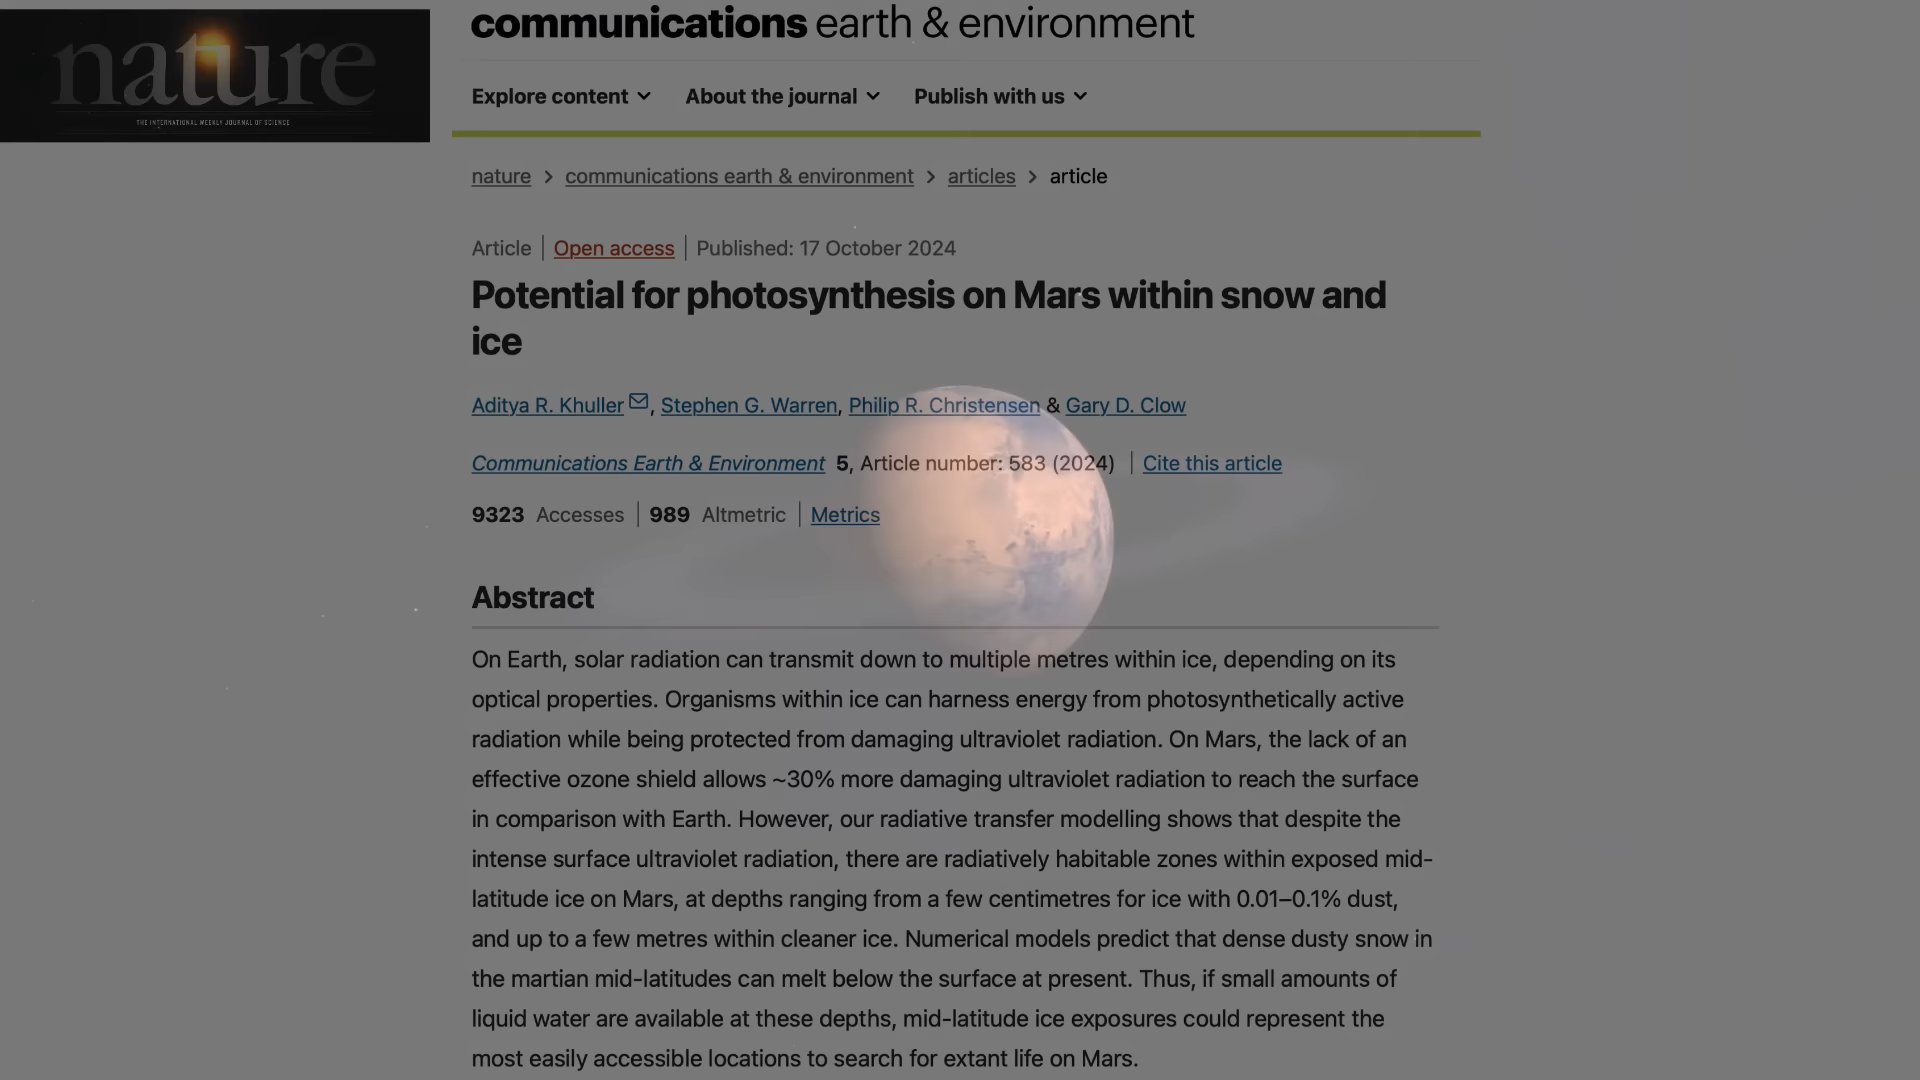 nature
THE INTERNATIONAL WEEKLY JOURNAL OF SCIENCE
communications earth & environment
Explore content About the journal Publish with us
nature > communications earth & environment > articles > article
Article | Open access | Published: 17 October 2024
Potential for photosynthesis on Mars within snow and
ice
Aditya R. Khuller, Stephen G. Warren, Philip R. Christensen & Gary D. Clow
Communications Earth & Environment 5, Article number: 583 (2024) | Cite this article
9323 Accesses | 989 Altmetric | Metrics
Abstract
On Earth, solar radiation can transmit down to multiple metres within ice, depending on its
optical properties. Organisms within ice can harness energy from photosynthetically active
radiation while being protected from damaging ultraviolet radiation. On Mars, the lack of an
effective ozone shield allows ~30% more damaging ultraviolet radiation to reach the surface
in comparison with Earth. However, our radiative transfer modelling shows that despite the
intense surface ultraviolet radiation, there are radiatively habitable zones within exposed mid-
latitude ice on Mars, at depths ranging from a few centimetres for ice with 0.01–0.1% dust,
and up to a few metres within cleaner ice. Numerical models predict that dense dusty snow in
the martian mid-latitudes can melt below the surface at present. Thus, if small amounts of
liquid water are available at these depths, mid-latitude ice exposures could represent the
most easily accessible locations to search for extant life on Mars.